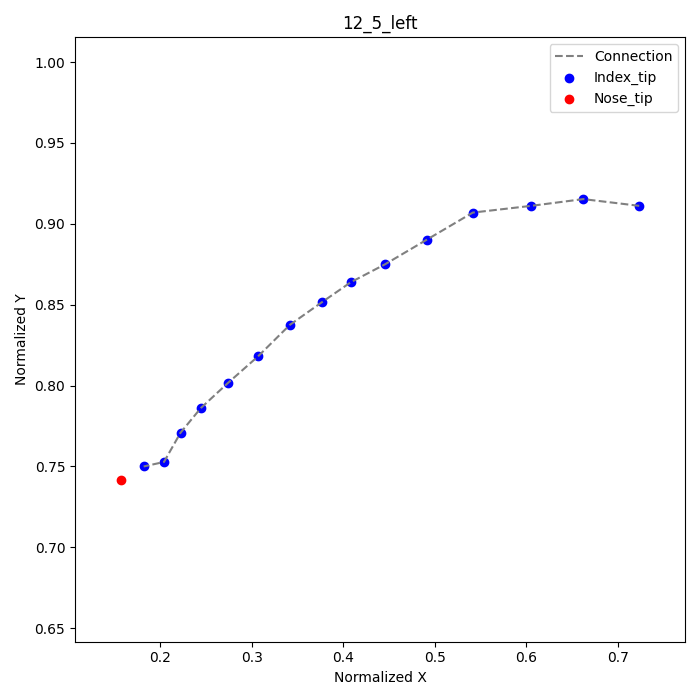 12_5_left
Connection
Index_tip
Nose_tip
1.00
0.95
0.90
0.85
0.80
0.75
0.70
0.65
Normalized Y
0.2 0.3 0.4 0.5 0.6 0.7
Normalized X